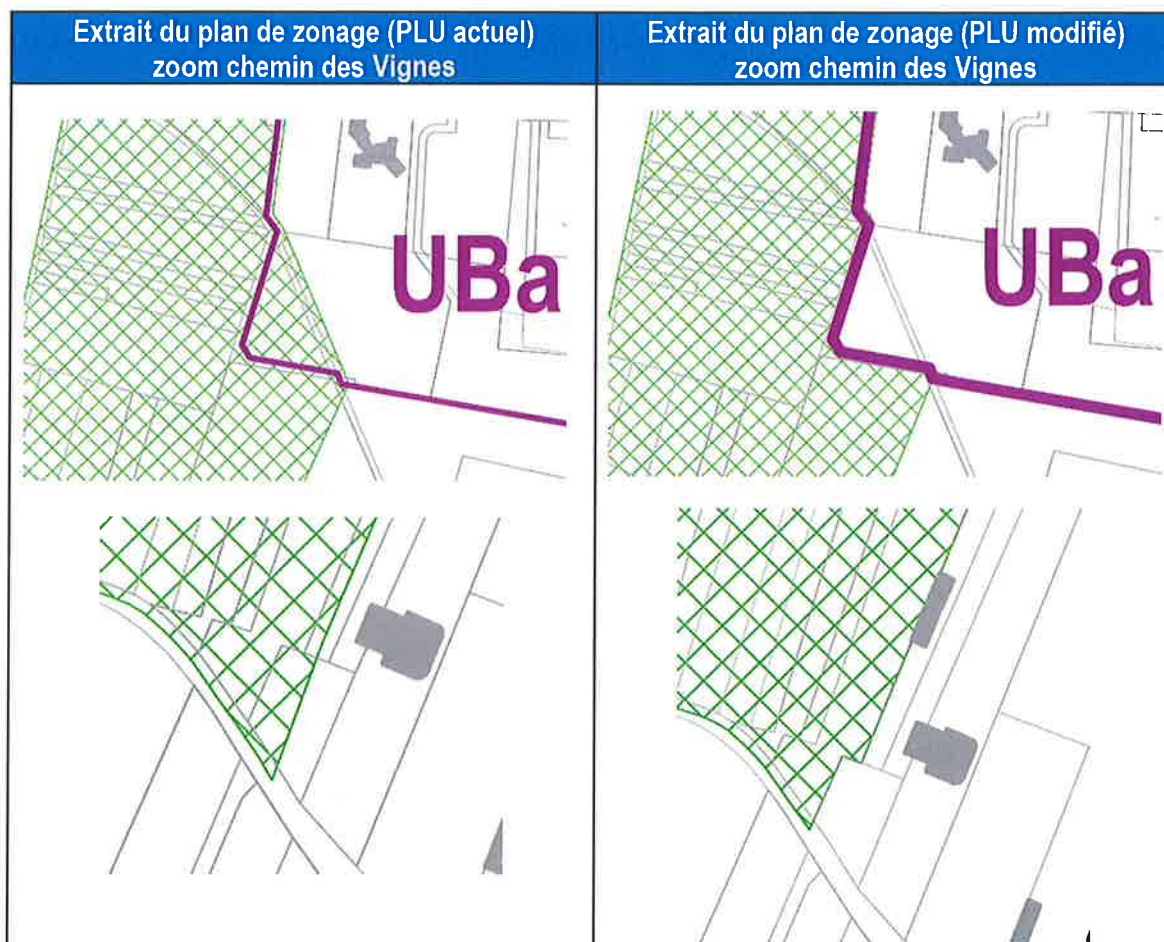 Extrait du plan de zonage (PLU actuel)
zoom chemin des Vignes
Extrait du plan de zonage (PLU modifié)
zoom chemin des Vignes
UBa
UBa